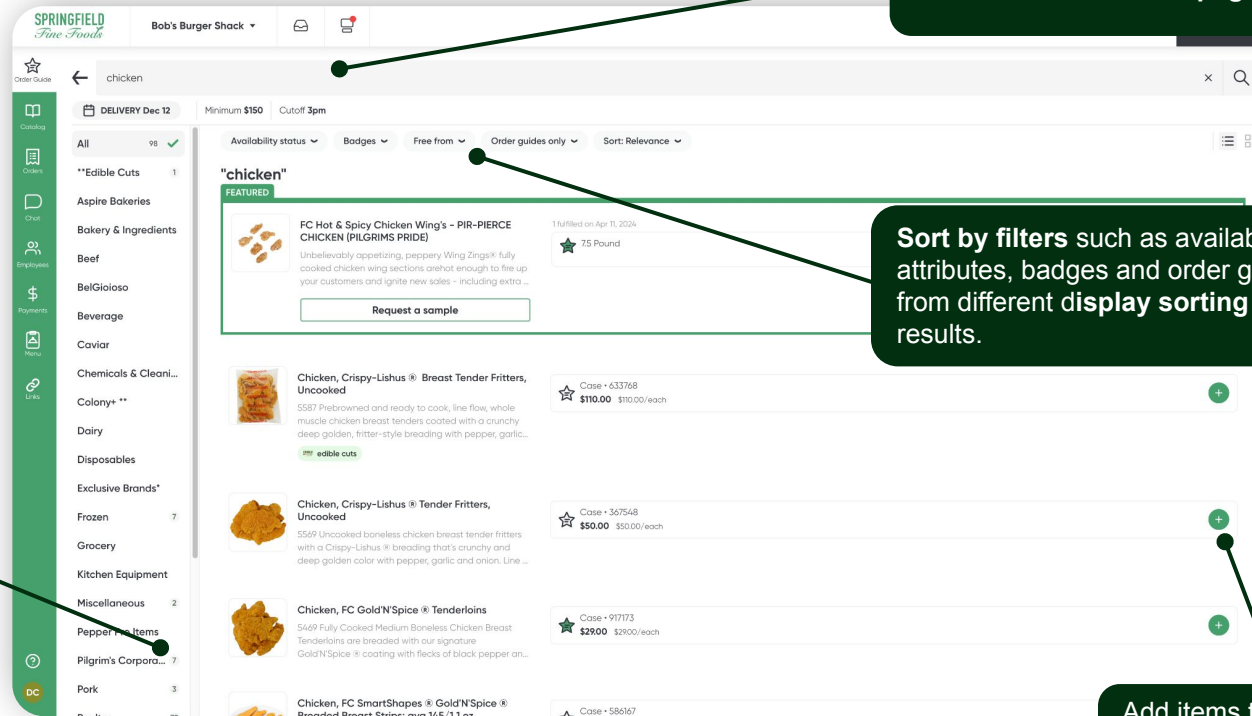 SPRINGFIELD
Fine Foods
Bob's Burger Shack
Order Guide
chicken
DELIVERY Dec 12
Minimum $150
Cutoff 3pm
Catalog
Orders
Chat
Employees
Payments
Menu
Links
DC
All 98
**Edible Cuts 1
Aspire Bakeries
Bakery & Ingredients
Beef
BelGioioso
Beverage
Caviar
Chemicals & Cleani...
Colony+ **
Dairy
Disposables
Exclusive Brands*
Frozen 7
Grocery
Kitchen Equipment
Miscellaneous 2
Items
Pilgrim's Corpora... 7
Pork 3
Availability status
Badges
Free from
Order guides only
Sort: Relevance
"chicken"
FEATURED
FC Hot & Spicy Chicken Wing's - PIR-PIERCE
CHICKEN (PILGRIMS PRIDE)
Unbelievably appetizing, peppery Wing Zings® fully
cooked chicken wing sections arehot enough to fire up
your customers and ignite new sales - including extra ...
Request a sample
1 fulfilled on Apr 11, 2024
7.5 Pound
Sort by filters such as availab
attributes, badges and order g
from different display sorting
results.
Chicken, Crispy-Lishus ® Breast Tender Fritters,
Uncooked
5587 Prebrowned and ready to cook, line flow, whole
muscle chicken breast tenders coated with a crunchy
deep golden, fritter-style breading with pepper, garlic...
edible cuts
Case • 633768
$110.00 $110.00/each
Chicken, Crispy-Lishus ® Tender Fritters,
Uncooked
5569 Uncooked boneless chicken breast tender fritters
with a Crispy-Lishus ® breading that's crunchy and
deep golden color with pepper, garlic and onion. Line ...
Case • 367548
$50.00 $50.00/each
Chicken, FC Gold'N'Spice ® Tenderloins
5469 Fully Cooked Medium Boneless Chicken Breast
Tenderloins are breaded with our signature
Gold'N'Spice ® coating with flecks of black pepper an...
Case • 917173
$29.00 $29.00/each
Chicken, FC SmartShapes ® Gold'N'Spice ®
Breaded Breast Strips; avg 1.45/1.1 oz
Case • 586167
Add items t